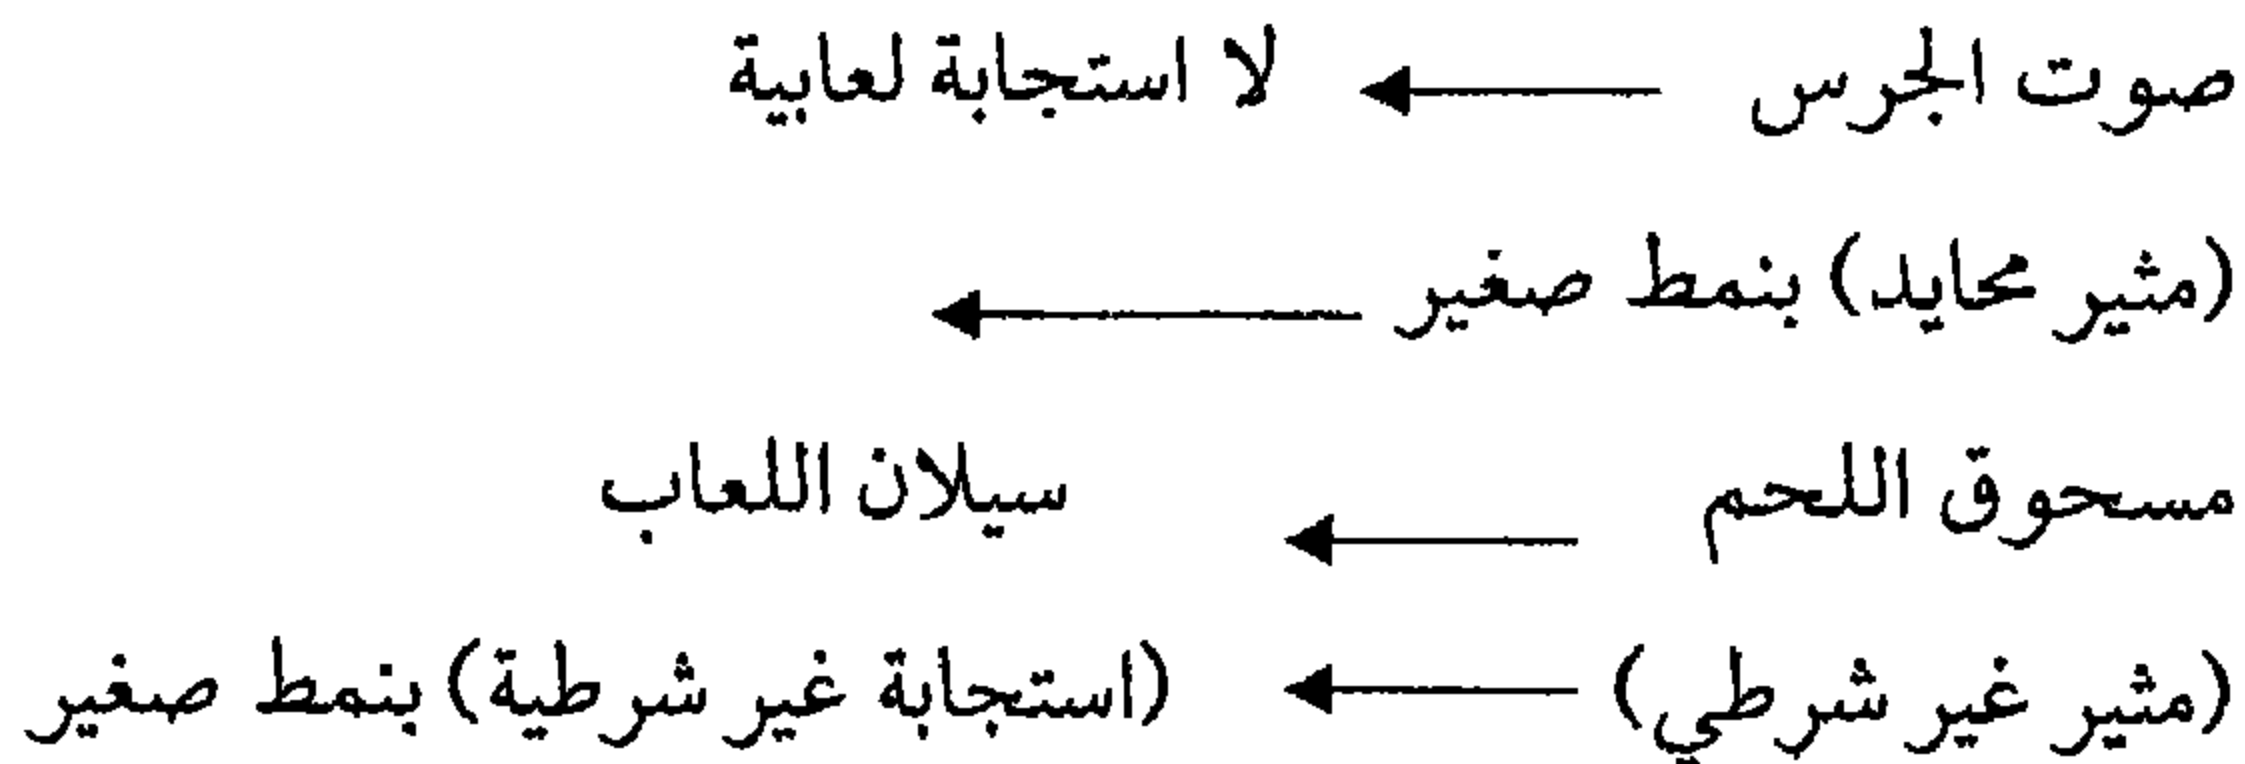 صوت الجرس ← لا استجابة لعابية
(مثير محايد) بنمط صغير ←
مسحوق اللحم ← سيلان اللعاب
(مثير غير شرطي) ← (استجابة غير شرطية) بنمط صغير